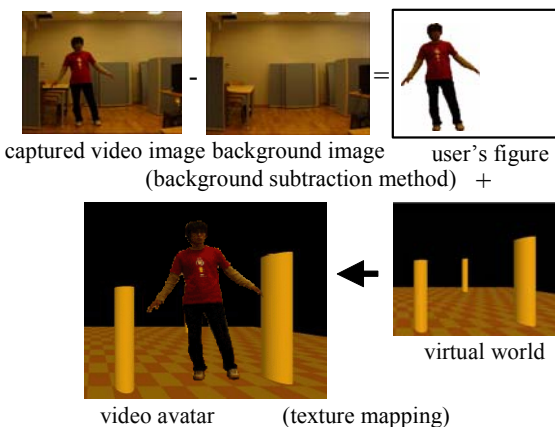 - =
captured video image background image user's figure
(background subtraction method) +
virtual world
video avatar (texture mapping)